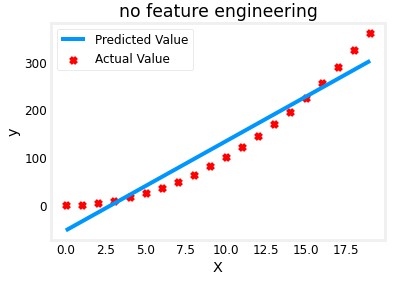 no feature engineering
Predicted Value
Actual Value
y
300
200
100
0
0.0 2.5 5.0 7.5 10.0 12.5 15.0 17.5
X